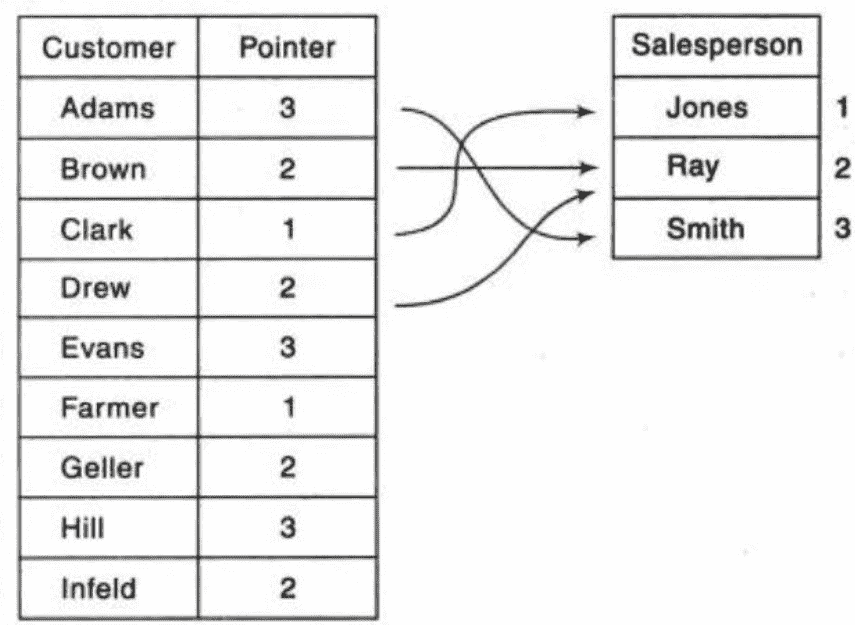 Customer Pointer Salesperson
Adams 3 Jones 1
Brown 2 Ray 2
Clark 1 Smith 3
Drew 2
Evans 3
Farmer 1
Geller 2
Hill 3
Infeld 2